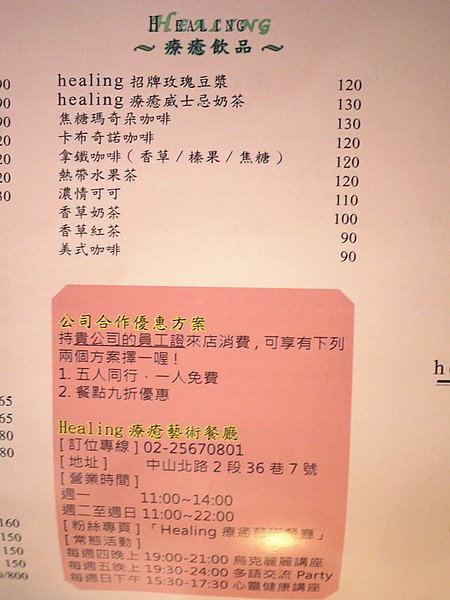 HEALING
～ 療癒飲品 ～
healing 招牌玫瑰豆漿 120
healing 療癒威士忌奶茶 130
焦糖瑪奇朵咖啡 130
卡布奇諾咖啡 120
拿鐵咖啡（香草／榛果／焦糖） 120
熱帶水果茶 120
濃情可可 110
香草奶茶 100
香草紅茶 90
美式咖啡 90
公司合作優惠方案
持貴公司的員工證來店消費，可享有下列
兩個方案擇一喔！
1. 五人同行，一人免費
2. 餐點九折優惠
Healing 療癒藝術餐廳
[ 訂位專線 ] 02-25670801
[ 地址 ] 中山北路 2 段 36 巷 7 號
[ 營業時間 ]
週一 11:00~14:00
週二至週日 11:00~22:00
[ 粉絲專頁 ]「Healing 療癒藝術餐廳」
[ 常態活動 ]
每週四晚上 19:00-21:00 烏克麗麗講座
每週五晚上 19:30-24:00 多語交流 Party
每週日下午 15:30-17:30 心靈健康講座
65
65
80
80
160
150
150
150
0/800